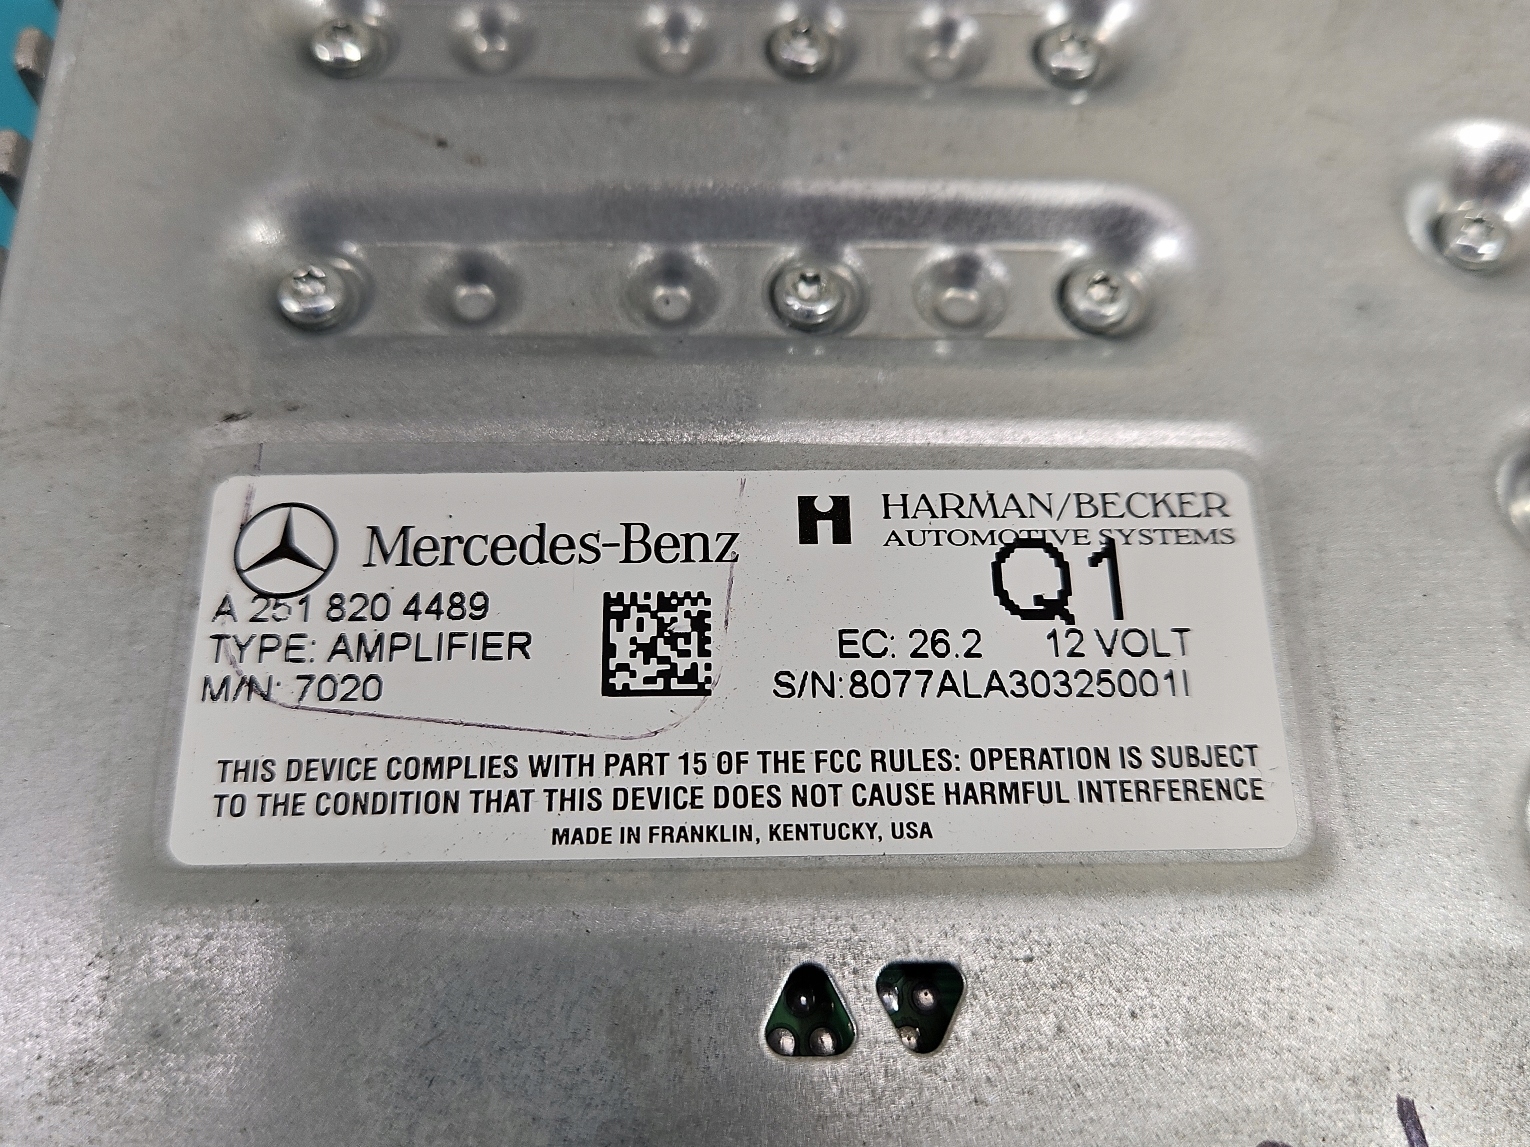 Mercedes-Benz
HARMAN/BECKER
AUTOMOTIVE SYSTEMS
Q1
A 251 820 4489
TYPE: AMPLIFIER
EC: 26.2 12 VOLT
M/N: 7020
S/N:8077ALA30325001I
THIS DEVICE COMPLIES WITH PART 15 OF THE FCC RULES: OPERATION IS SUBJECT
TO THE CONDITION THAT THIS DEVICE DOES NOT CAUSE HARMFUL INTERFERENCE
MADE IN FRANKLIN, KENTUCKY, USA